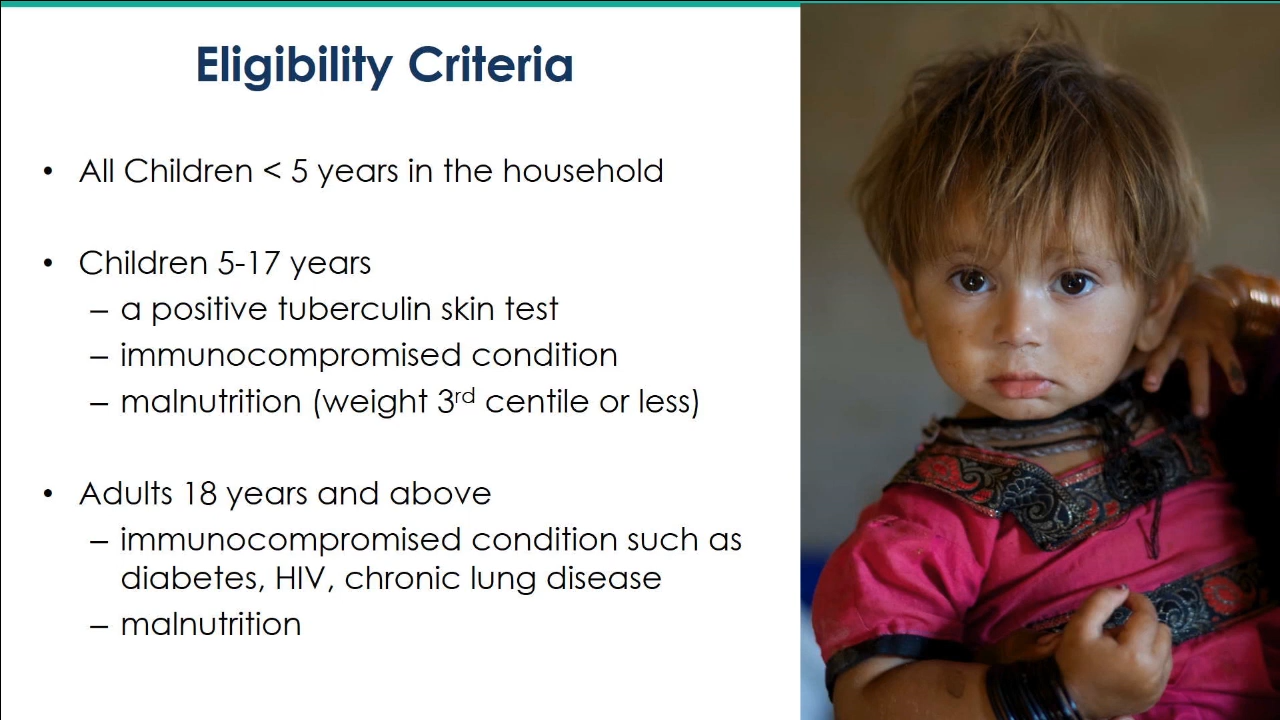 Eligibility Criteria
• All Children < 5 years in the household
• Children 5-17 years
– a positive tuberculin skin test
– immunocompromised condition
– malnutrition (weight 3rd centile or less)
• Adults 18 years and above
– immunocompromised condition such as
diabetes, HIV, chronic lung disease
– malnutrition